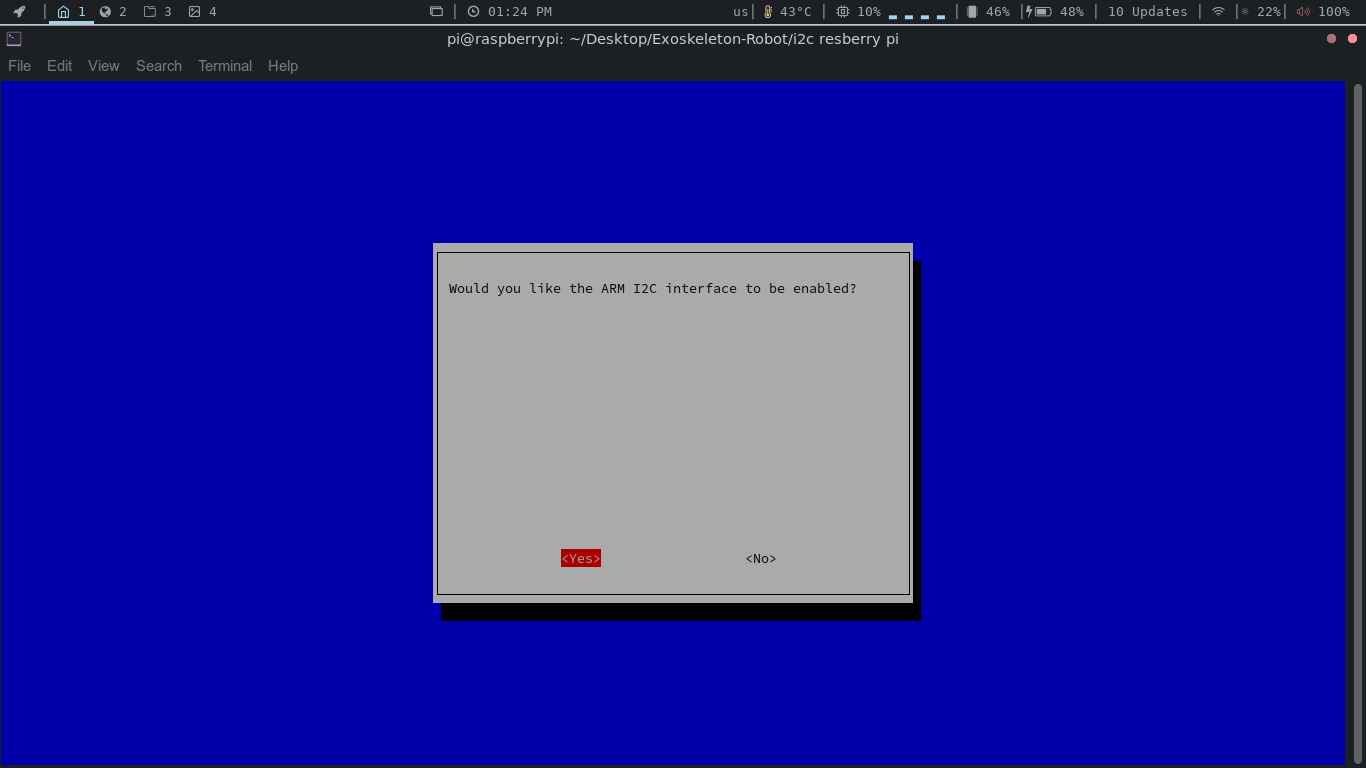 1 2 3 4 01:24 PM us 43°C 10% 46% 48% 10 Updates 22% 100%
pi@raspberrypi: ~/Desktop/Exoskeleton-Robot/i2c resberry pi
File Edit View Search Terminal Help
Would you like the ARM I2C interface to be enabled?
<Yes> <No>